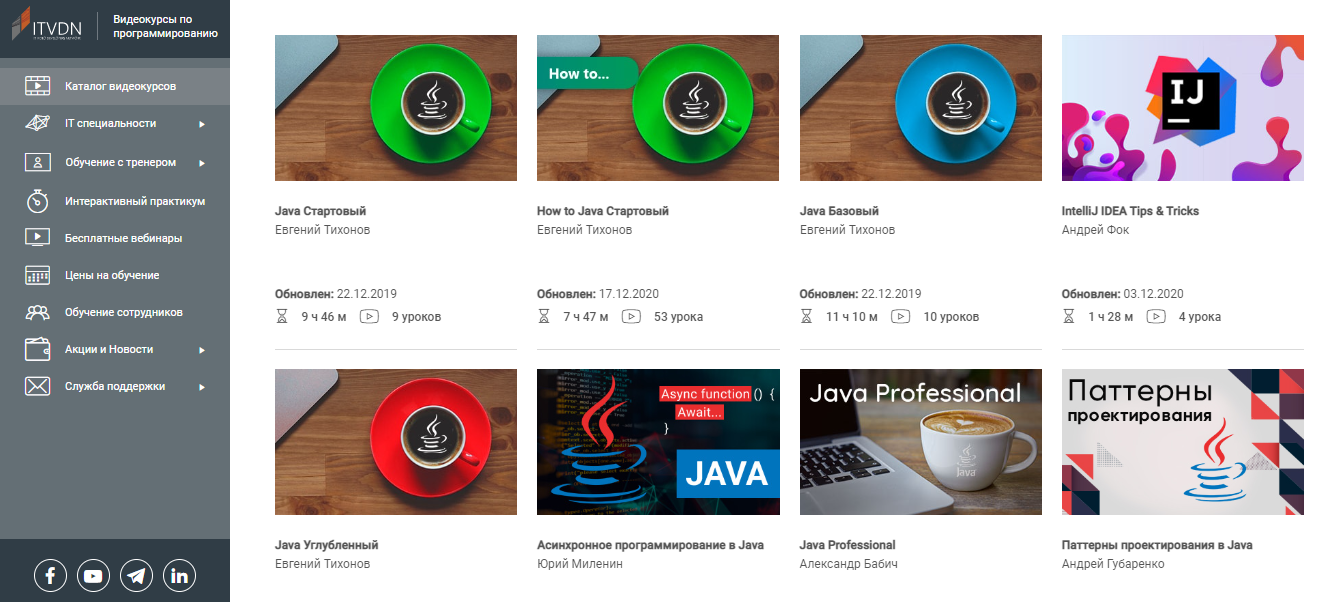 ITVDN
Видеокурсы по
программированию
Каталог видеокурсов
IT специальности
Обучение с тренером
Интерактивный практикум
Бесплатные вебинары
Цены на обучение
Обучение сотрудников
Акции и Новости
Служба поддержки
How to...
IJ
Java Стартовый
Евгений Тихонов
Обновлен: 22.12.2019
9 ч 46 м 9 уроков
How to Java Стартовый
Евгений Тихонов
Обновлен: 17.12.2020
7 ч 47 м 53 урока
Java Базовый
Евгений Тихонов
Обновлен: 22.12.2019
11 ч 10 м 10 уроков
IntelliJ IDEA Tips & Tricks
Андрей Фок
Обновлен: 03.12.2020
1 ч 28 м 4 урока
Java Углубленный
Евгений Тихонов
Async function () {
Await...
}
JAVA
Асинхронное программирование в Java
Юрий Миленин
Java Professional
Java
Java Professional
Александр Бабич
Паттерны
проектирования
Паттерны проектирования в Java
Андрей Губаренко